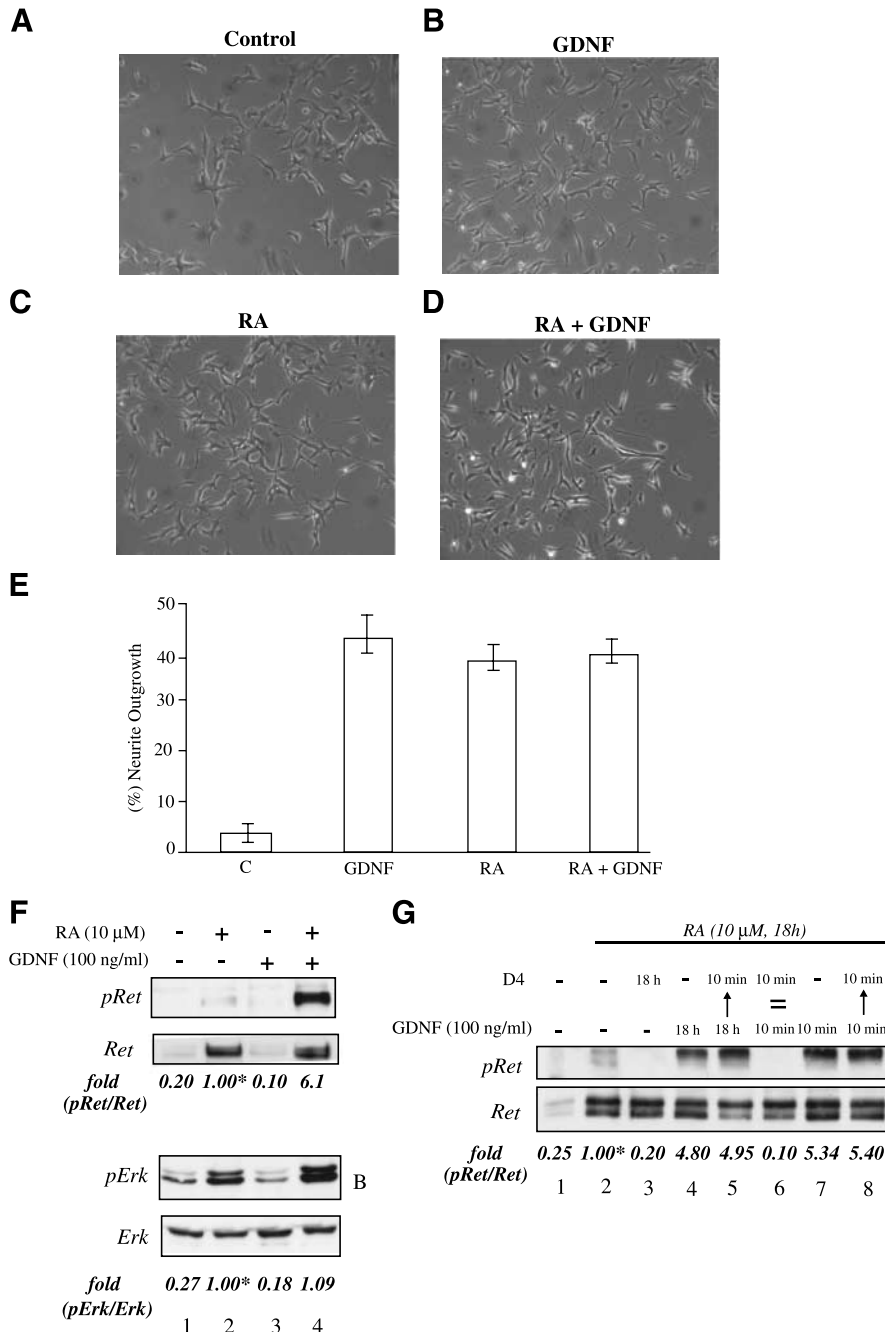 A
Control
B
GDNF
C
RA
D
RA + GDNF
E
(%) Neurite Outgrowth
50
40
30
20
10
0
C GDNF RA RA + GDNF
F
RA (10 μM) - + - +
GDNF (100 ng/ml) - - + +
pRet
Ret
fold 0.20 1.00* 0.10 6.1
(pRet/Ret)
pErk B
Erk
fold 0.27 1.00* 0.18 1.09
(pErk/Erk)
1 2 3 4
G
RA (10 μM, 18h)
D4 - - 18 h - 10 min 10 min - 10 min
↑ = ↑
GDNF (100 ng/ml) - - - 18 h 18 h 10 min 10 min 10 min
pRet
Ret
fold 0.25 1.00* 0.20 4.80 4.95 0.10 5.34 5.40
(pRet/Ret)
1 2 3 4 5 6 7 8